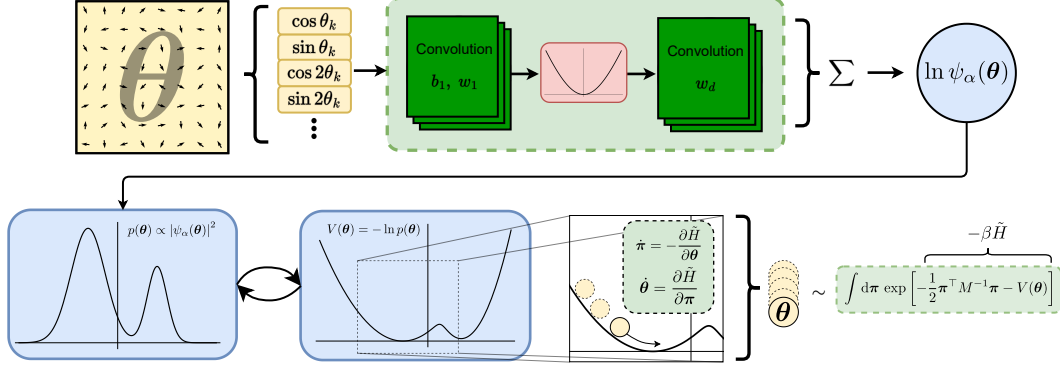 θ
cos θ_k
sin θ_k
cos 2θ_k
sin 2θ_k
⋮
Convolution
b_1, w_1
Convolution
w_d
∑
ln ψ_α(θ)
p(θ) ∝ |ψ_α(θ)|^2
V(θ) = − ln p(θ)
π̇ = −∂H̃/∂θ
θ̇ = ∂H̃/∂π
θ
∼
−βH̃
∫ dπ exp [−1/2 π^⊤ M^{−1} π − V(θ)]